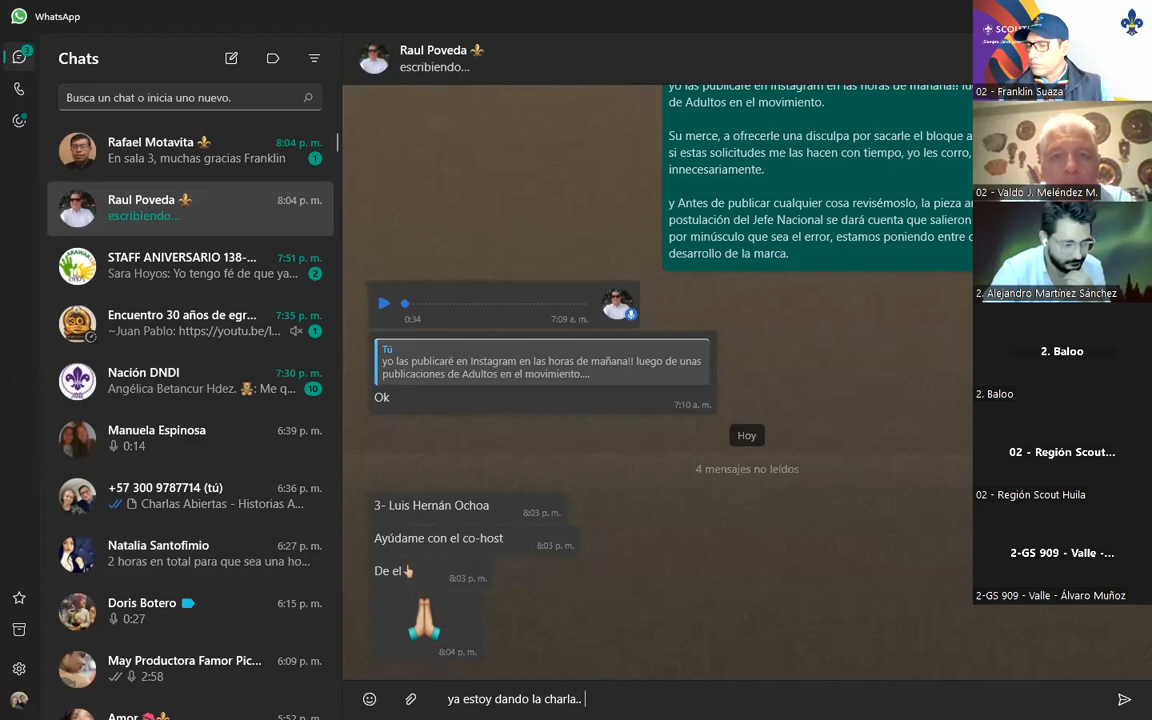 WhatsApp
3
Chats
Busca un chat o inicia uno nuevo.
Rafael Motavita
8:04 p. m.
En sala 3, muchas gracias Franklin
1
Raul Poveda
8:04 p. m.
escribiendo...
STAFF ANIVERSARIO 138-...
7:51 p. m.
Sara Hoyos: Yo tengo fé de que ya...
2
Encuentro 30 años de egr...
7:35 p. m.
~Juan Pablo: https://youtu.be/l...
1
Nación DNDI
7:30 p. m.
Angélica Betancur Hdez. 🧸: Me q...
10
Manuela Espinosa
6:39 p. m.
0:14
+57 300 9787714 (tú)
6:36 p. m.
Charlas Abiertas - Historias A...
Natalia Santofimio
6:27 p. m.
2 horas en total para que sea una ho...
Doris Botero
6:15 p. m.
0:27
May Productora Famor Pic...
6:09 p. m.
2:58
Amor
5:52 p. m.
Raul Poveda
escribiendo...
yo las publicaré en Instagram en las horas de mañana!!
de Adultos en el movimiento.
Su merce, a ofrecerle una disculpa por sacarle el bloque a
si estas solicitudes me las hacen con tiempo, yo les corro,
innecesariamente.
y Antes de publicar cualquier cosa revisémoslo, la pieza
postulación del Jefe Nacional se dará cuenta que salieron
por minúsculo que sea el error, estamos poniendo entre
desarrollo de la marca.
0:34
7:09 a. m.
Tú
yo las publicaré en Instagram en las horas de mañana!! luego de unas
publicaciones de Adultos en el movimiento....
Ok
7:10 a. m.
Hoy
4 mensajes no leídos
3- Luis Hernán Ochoa
8:03 p. m.
Ayúdame con el co-host
8:03 p. m.
De el👆🏻
8:03 p. m.
8:04 p. m.
ya estoy dando la charla..
SCOUT
02 - Franklin Suaza
02 - Valdo J. Meléndez M.
2. Alejandro Martínez Sánchez
2. Baloo
2. Baloo
02 - Región Scout...
02 - Región Scout Huila
2-GS 909 - Valle -...
2-GS 909 - Valle - Álvaro Muñoz